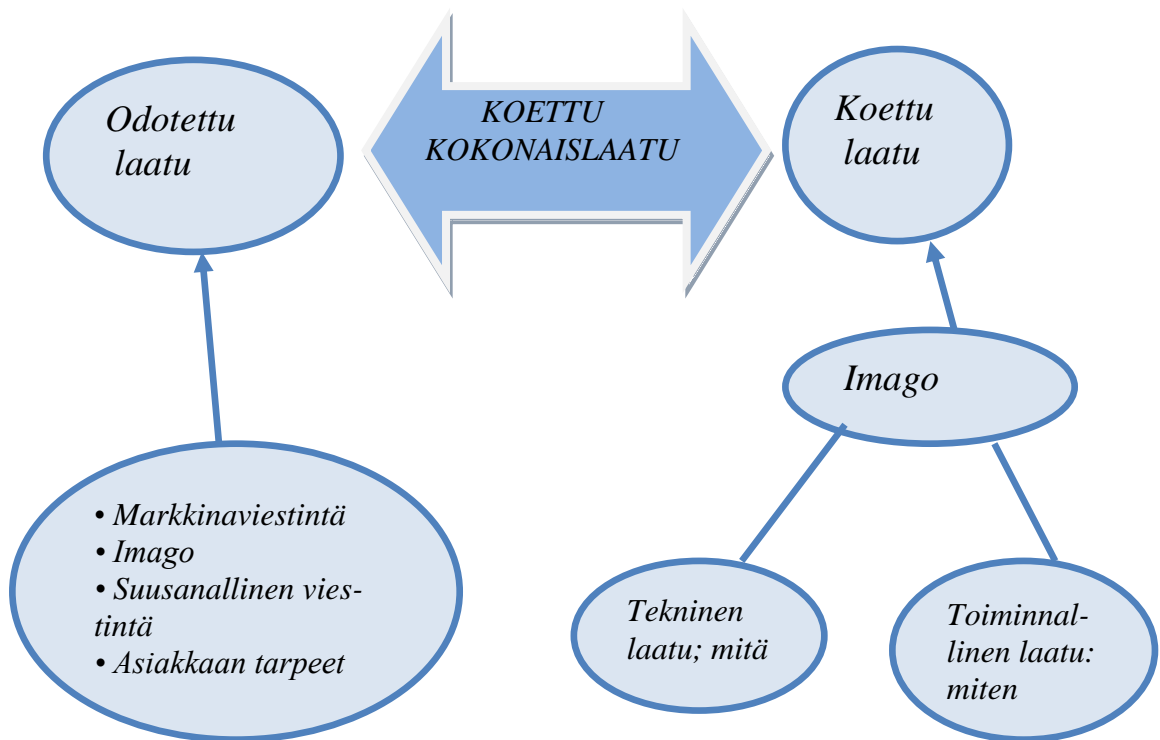 Odotettu
laatu
KOETTU
KOKONAISLAATU
Koettu
laatu
Imago
• Markkinaviestintä
• Imago
• Suusanallinen vies-
tintä
• Asiakkaan tarpeet
Tekninen
laatu; mitä
Toiminnal-
linen laatu:
miten